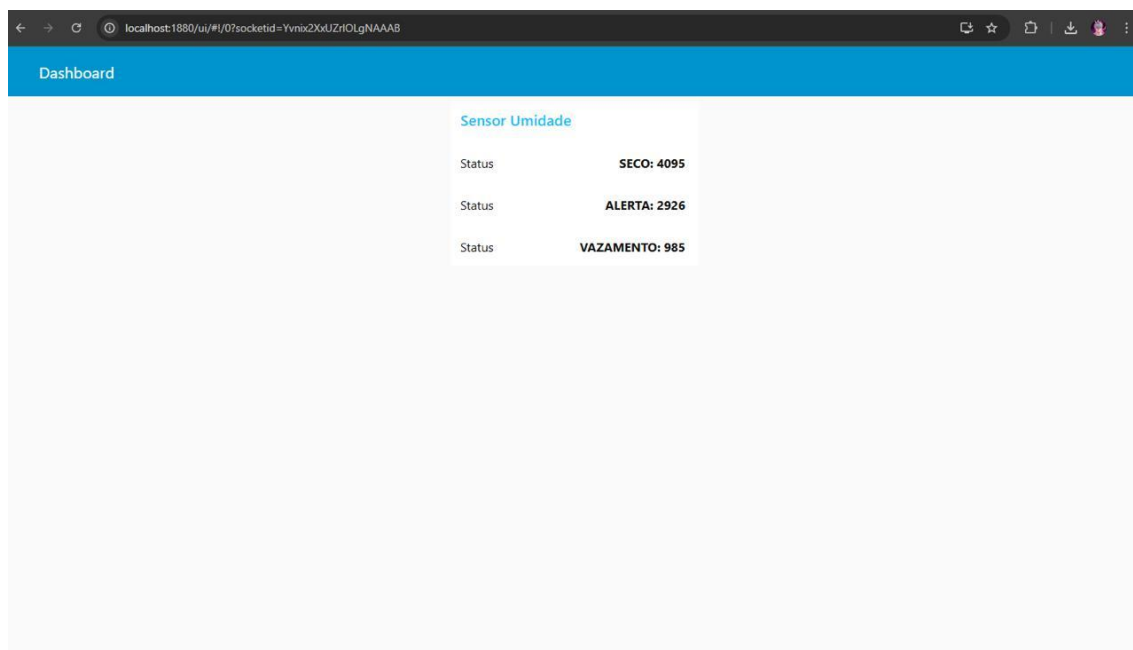 localhost:1880/ui/#!/0?socketid=Yvnix2XxUZrIOLgNAAAB
Dashboard
Sensor Umidade
Status SECO: 4095
Status ALERTA: 2926
Status VAZAMENTO: 985